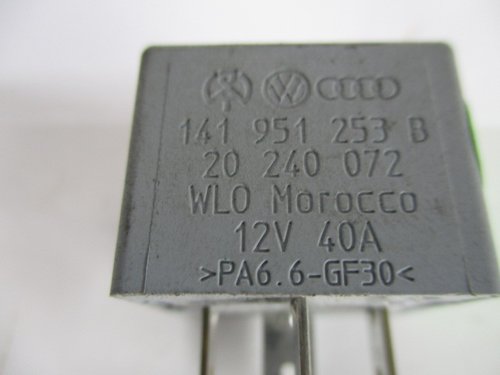 141 951 253 B
20 240 072
WLO Morocco
12V 40A
>PA6.6-GF30<